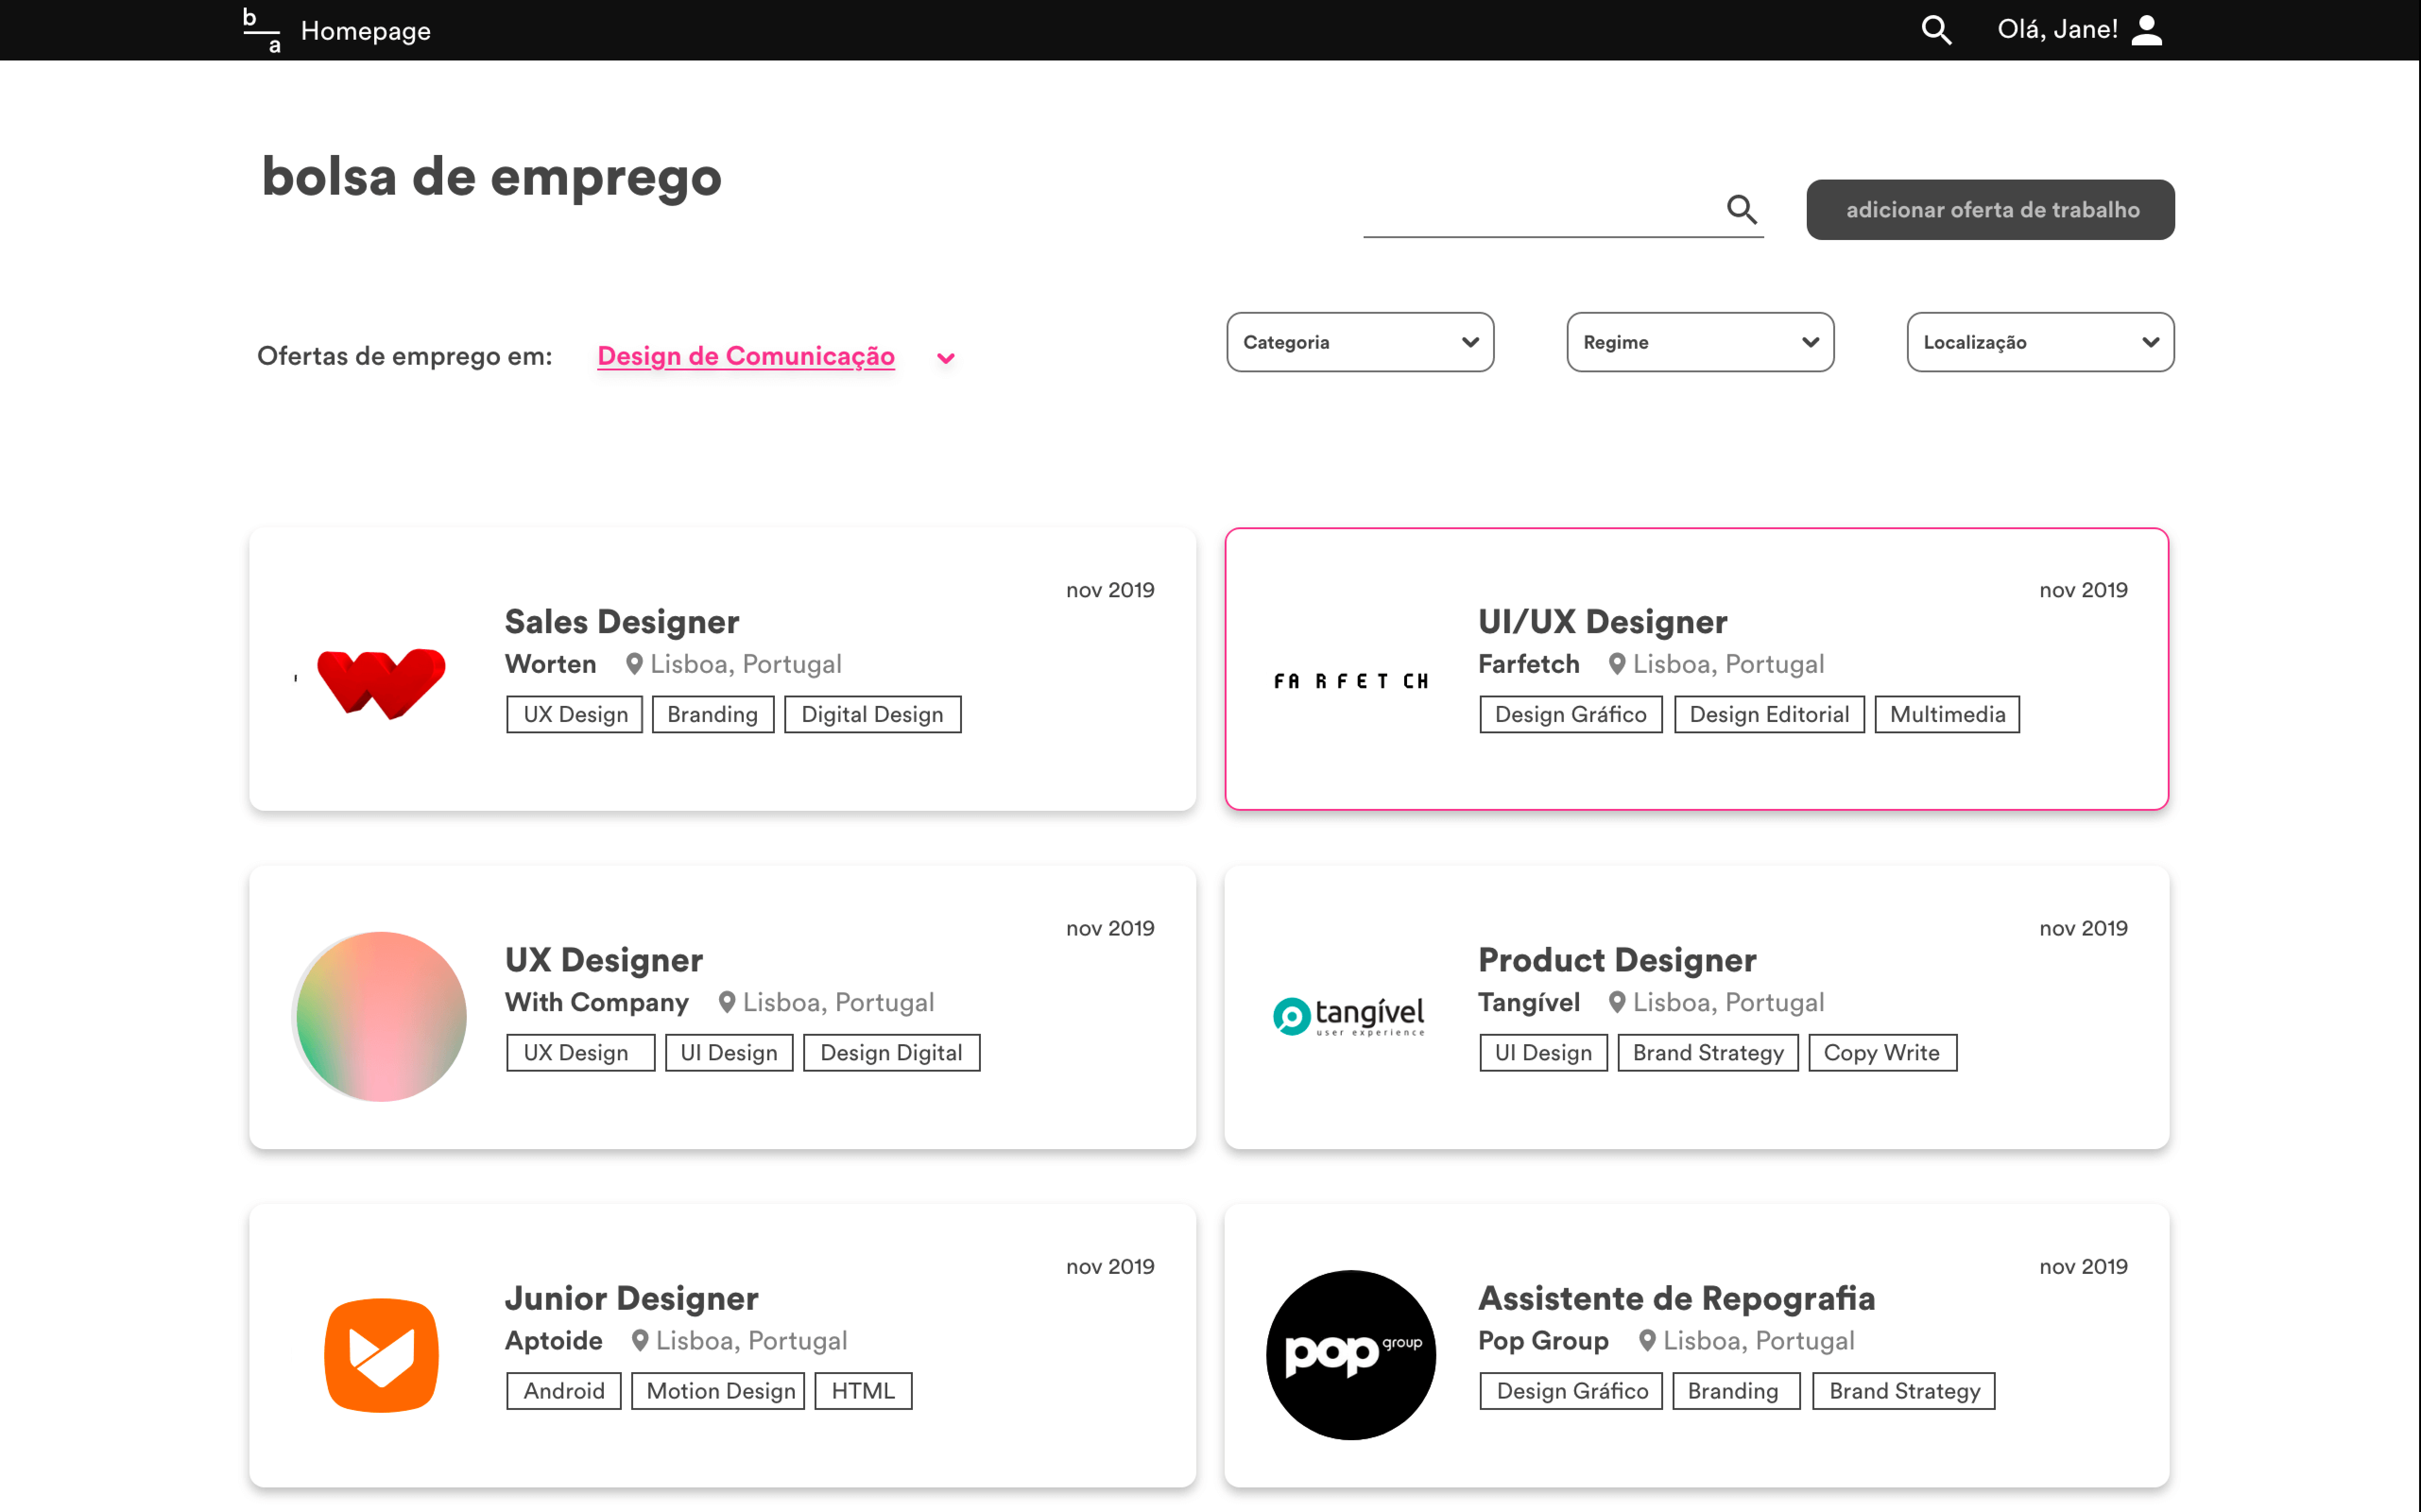 b
a
Homepage
Olá, Jane!
bolsa de emprego
adicionar oferta de trabalho
Ofertas de emprego em: Design de Comunicação
Categoria
Regime
Localização
nov 2019
Sales Designer
Worten Lisboa, Portugal
UX Design Branding Digital Design
nov 2019
FARFETCH
UI/UX Designer
Farfetch Lisboa, Portugal
Design Gráfico Design Editorial Multimedia
nov 2019
UX Designer
With Company Lisboa, Portugal
UX Design UI Design Design Digital
nov 2019
tangível
user experience
Product Designer
Tangível Lisboa, Portugal
UI Design Brand Strategy Copy Write
nov 2019
Junior Designer
Aptoide Lisboa, Portugal
Android Motion Design HTML
nov 2019
pop group
Assistente de Repografia
Pop Group Lisboa, Portugal
Design Gráfico Branding Brand Strategy